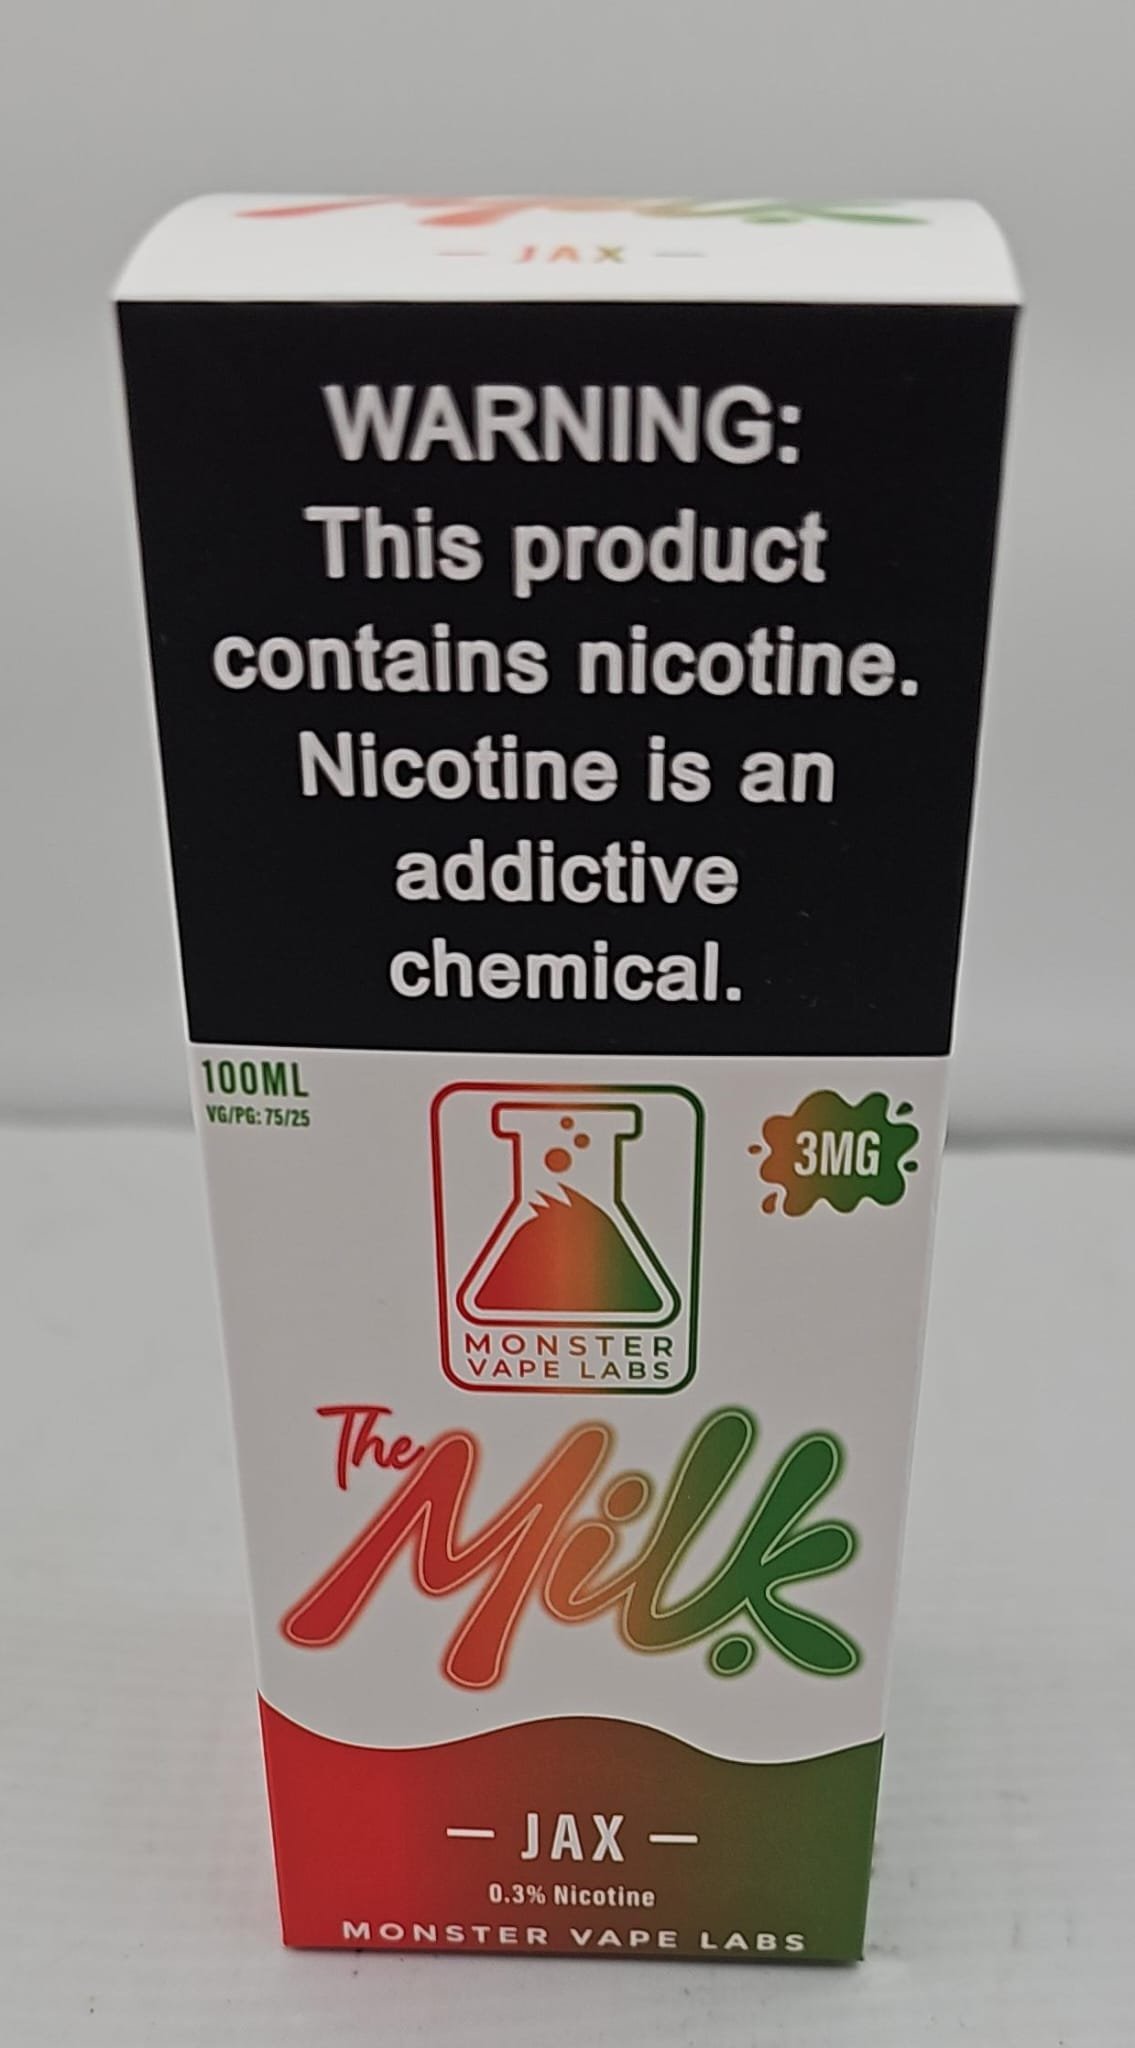 Milk
— JAX —
WARNING:
This product
contains nicotine.
Nicotine is an
addictive
chemical.
100ML
VG/PG: 75/25
3MG
MONSTER
VAPE LABS
The
Milk
— JAX —
0.3% Nicotine
MONSTER VAPE LABS